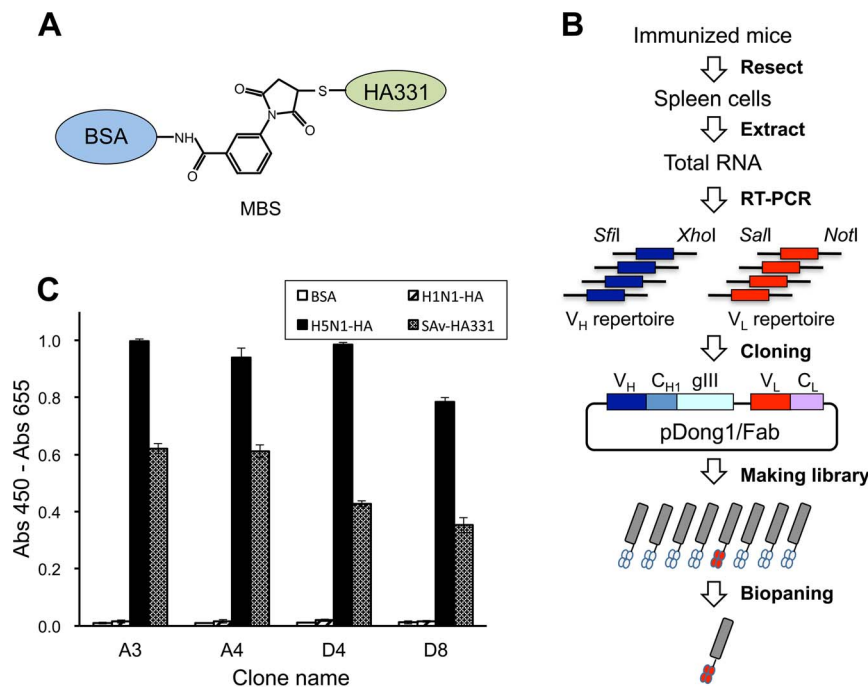 A
BSA
NH
O
O
N
O
S
HA331
MBS
B
Immunized mice
Resect
Spleen cells
Extract
Total RNA
RT-PCR
SfiI XhoI SalI NotI
VH repertoire VL repertoire
Cloning
VH CH1 gIII VL CL
pDong1/Fab
Making library
Biopaning
C
BSA H1N1-HA
H5N1-HA SAv-HA331
Abs 450 - Abs 655
1.0
0.8
0.6
0.4
0.2
0.0
A3 A4 D4 D8
Clone name